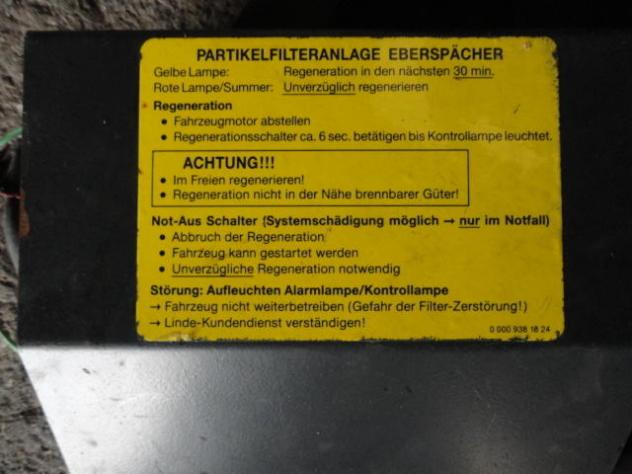 PARTIKELFILTERANLAGE EBERSPÄCHER
Gelbe Lampe: Regeneration in den nächsten 30 min.
Rote Lampe/Summer: Unverzüglich regenerieren
Regeneration
• Fahrzeugmotor abstellen
• Regenerationsschalter ca. 6 sec. betätigen bis Kontrollampe leuchtet.
ACHTUNG!!!
• Im Freien regenerieren!
• Regeneration nicht in der Nähe brennbarer Güter!
Not-Aus Schalter (Systemschädigung möglich → nur im Notfall)
• Abbruch der Regeneration
• Fahrzeug kann gestartet werden
• Unverzügliche Regeneration notwendig
Störung: Aufleuchten Alarmlampe/Kontrollampe
→ Fahrzeug nicht weiterbetreiben (Gefahr der Filter-Zerstörung!)
→ Linde-Kundendienst verständigen!
0 000 938 18 24